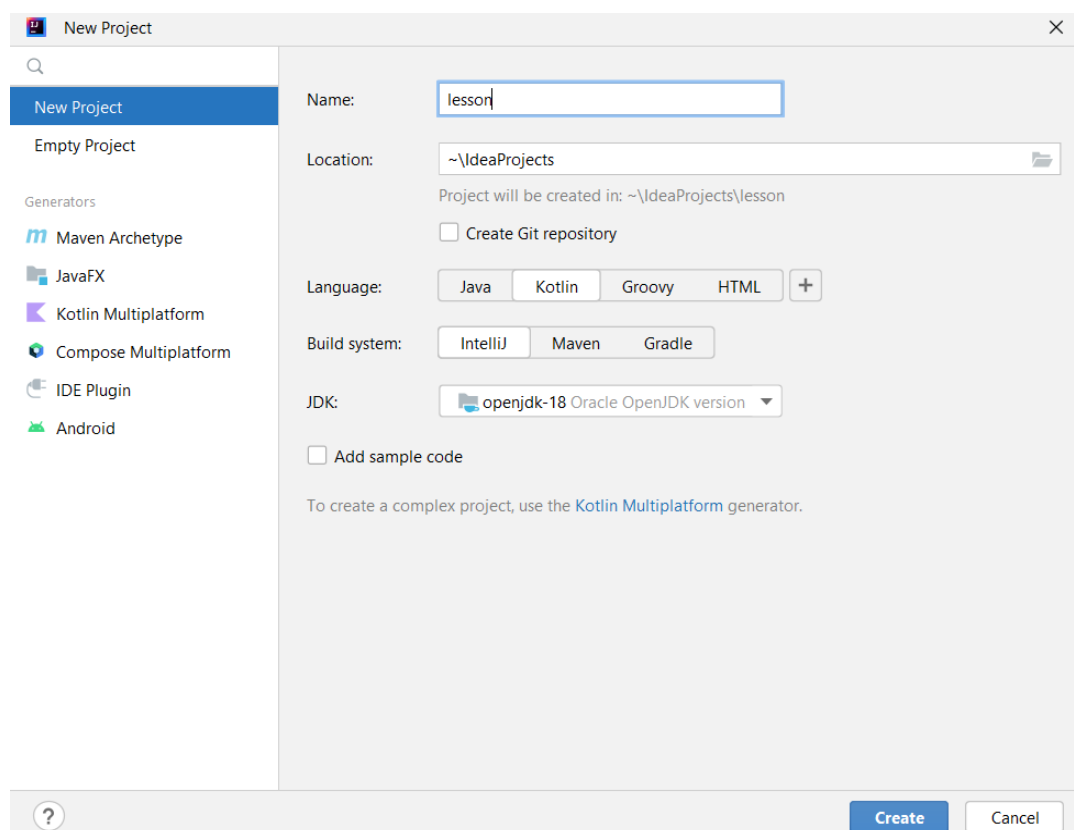 New Project
New Project
Empty Project
Generators
Maven Archetype
JavaFX
Kotlin Multiplatform
Compose Multiplatform
IDE Plugin
Android
Name: lesson
Location: ~\IdeaProjects
Project will be created in: ~\IdeaProjects\lesson
Create Git repository
Language: Java Kotlin Groovy HTML +
Build system: IntelliJ Maven Gradle
JDK: openjdk-18 Oracle OpenJDK version
Add sample code
To create a complex project, use the Kotlin Multiplatform generator.
? Create Cancel